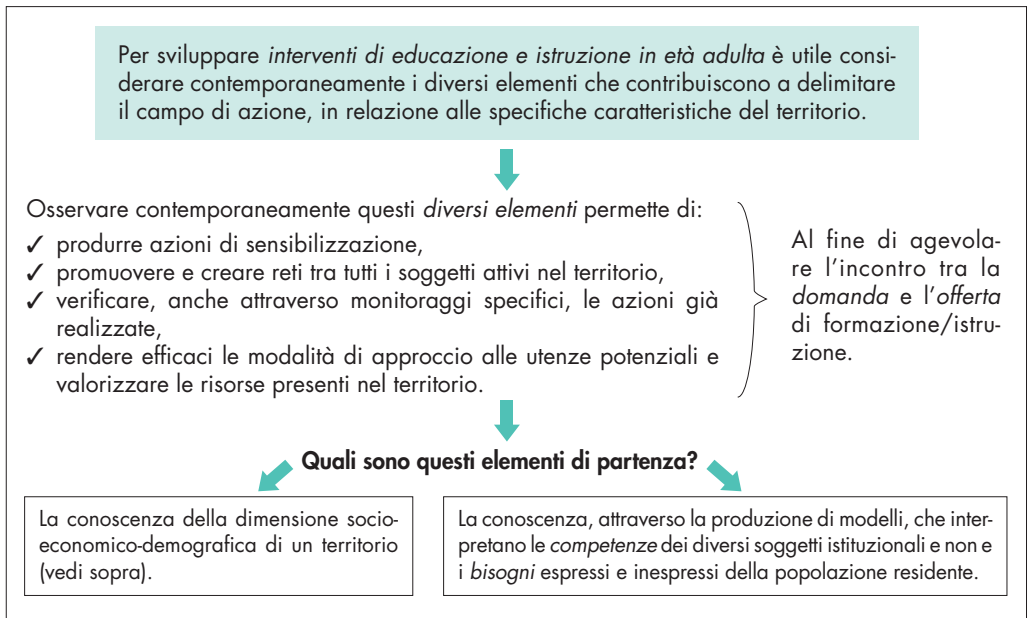 Per sviluppare interventi di educazione e istruzione in età adulta è utile consi-
derare contemporaneamente i diversi elementi che contribuiscono a delimitare
il campo di azione, in relazione alle specifiche caratteristiche del territorio.
Osservare contemporaneamente questi diversi elementi permette di:
✓ produrre azioni di sensibilizzazione,
✓ promuovere e creare reti tra tutti i soggetti attivi nel territorio,
✓ verificare, anche attraverso monitoraggi specifici, le azioni già
realizzate,
✓ rendere efficaci le modalità di approccio alle utenze potenziali e
valorizzare le risorse presenti nel territorio.
Al fine di agevola-
re l'incontro tra la
domanda e l'offerta
di formazione/istru-
zione.
Quali sono questi elementi di partenza?
La conoscenza della dimensione socio-
economico-demografica di un territorio
(vedi sopra).
La conoscenza, attraverso la produzione di modelli, che inter-
pretano le competenze dei diversi soggetti istituzionali e non e
i bisogni espressi e inespressi della popolazione residente.